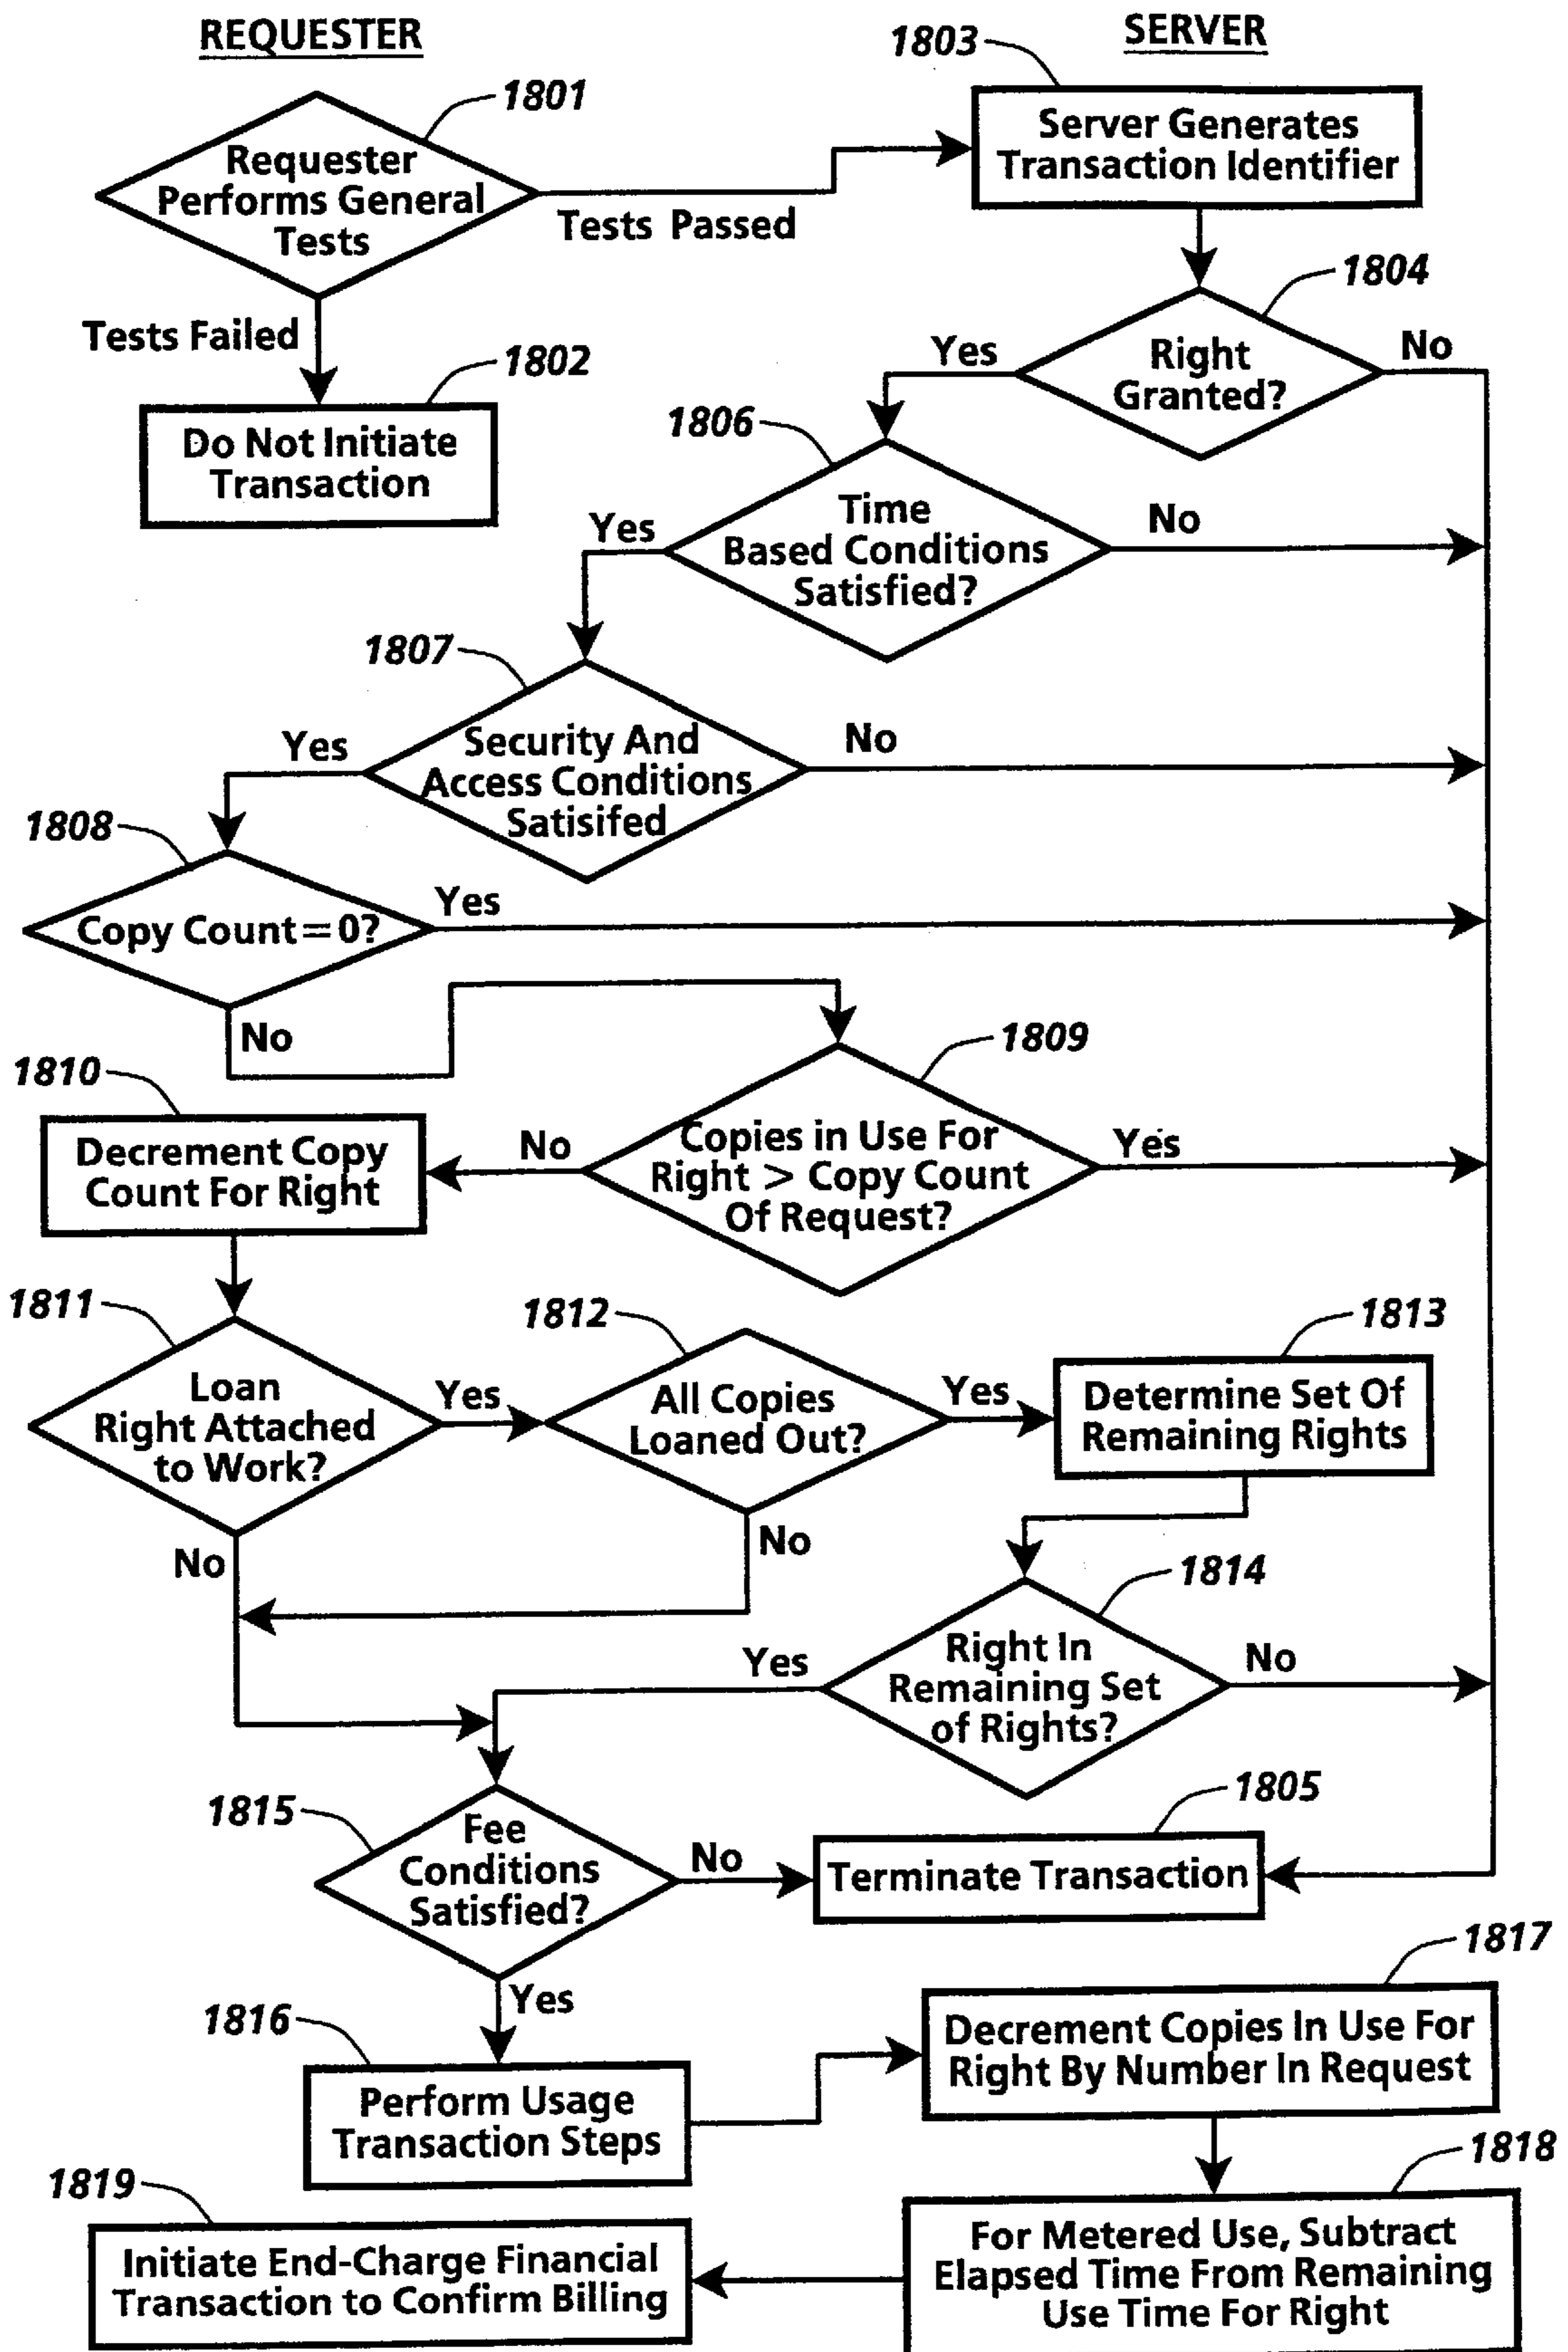 REQUESTER
SERVER
1803
1801
Requester
Performs General
Tests
Tests Passed
Server Generates
Transaction Identifier
Tests Failed
1804
1802
Do Not Initiate
Transaction
Yes
Right
Granted?
No
1806
Time
Based Conditions
Satisfied?
Yes
No
1807
Security And
Access Conditions
Satisifed
Yes
No
1808
Copy Count=0?
Yes
No
1809
1810
Decrement Copy
Count For Right
No
Copies in Use For
Right > Copy Count
Of Request?
Yes
1811
Loan
Right Attached
to Work?
Yes
1812
All Copies
Loaned Out?
Yes
1813
Determine Set Of
Remaining Rights
No
No
1814
Right In
Remaining Set
of Rights?
Yes
No
1815
Fee
Conditions
Satisfied?
No
1805
Terminate Transaction
Yes
1816
Perform Usage
Transaction Steps
1817
Decrement Copies In Use For
Right By Number In Request
1818
For Metered Use, Subtract
Elapsed Time From Remaining
Use Time For Right
1819
Initiate End-Charge Financial
Transaction to Confirm Billing